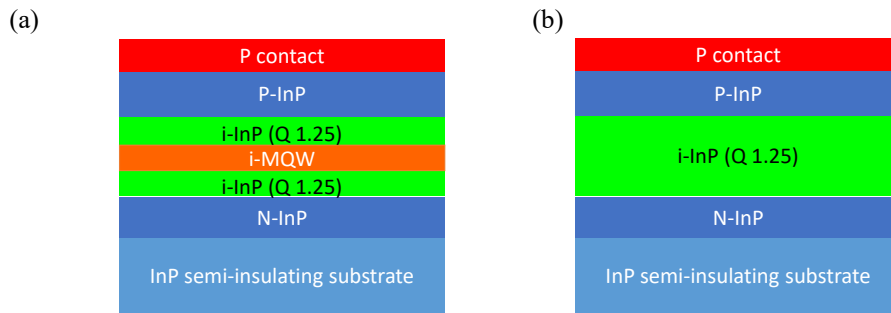 (a)
P contact
P-InP
i-InP (Q 1.25)
i-MQW
i-InP (Q 1.25)
N-InP
InP semi-insulating substrate
(b)
P contact
P-InP
i-InP (Q 1.25)
N-InP
InP semi-insulating substrate